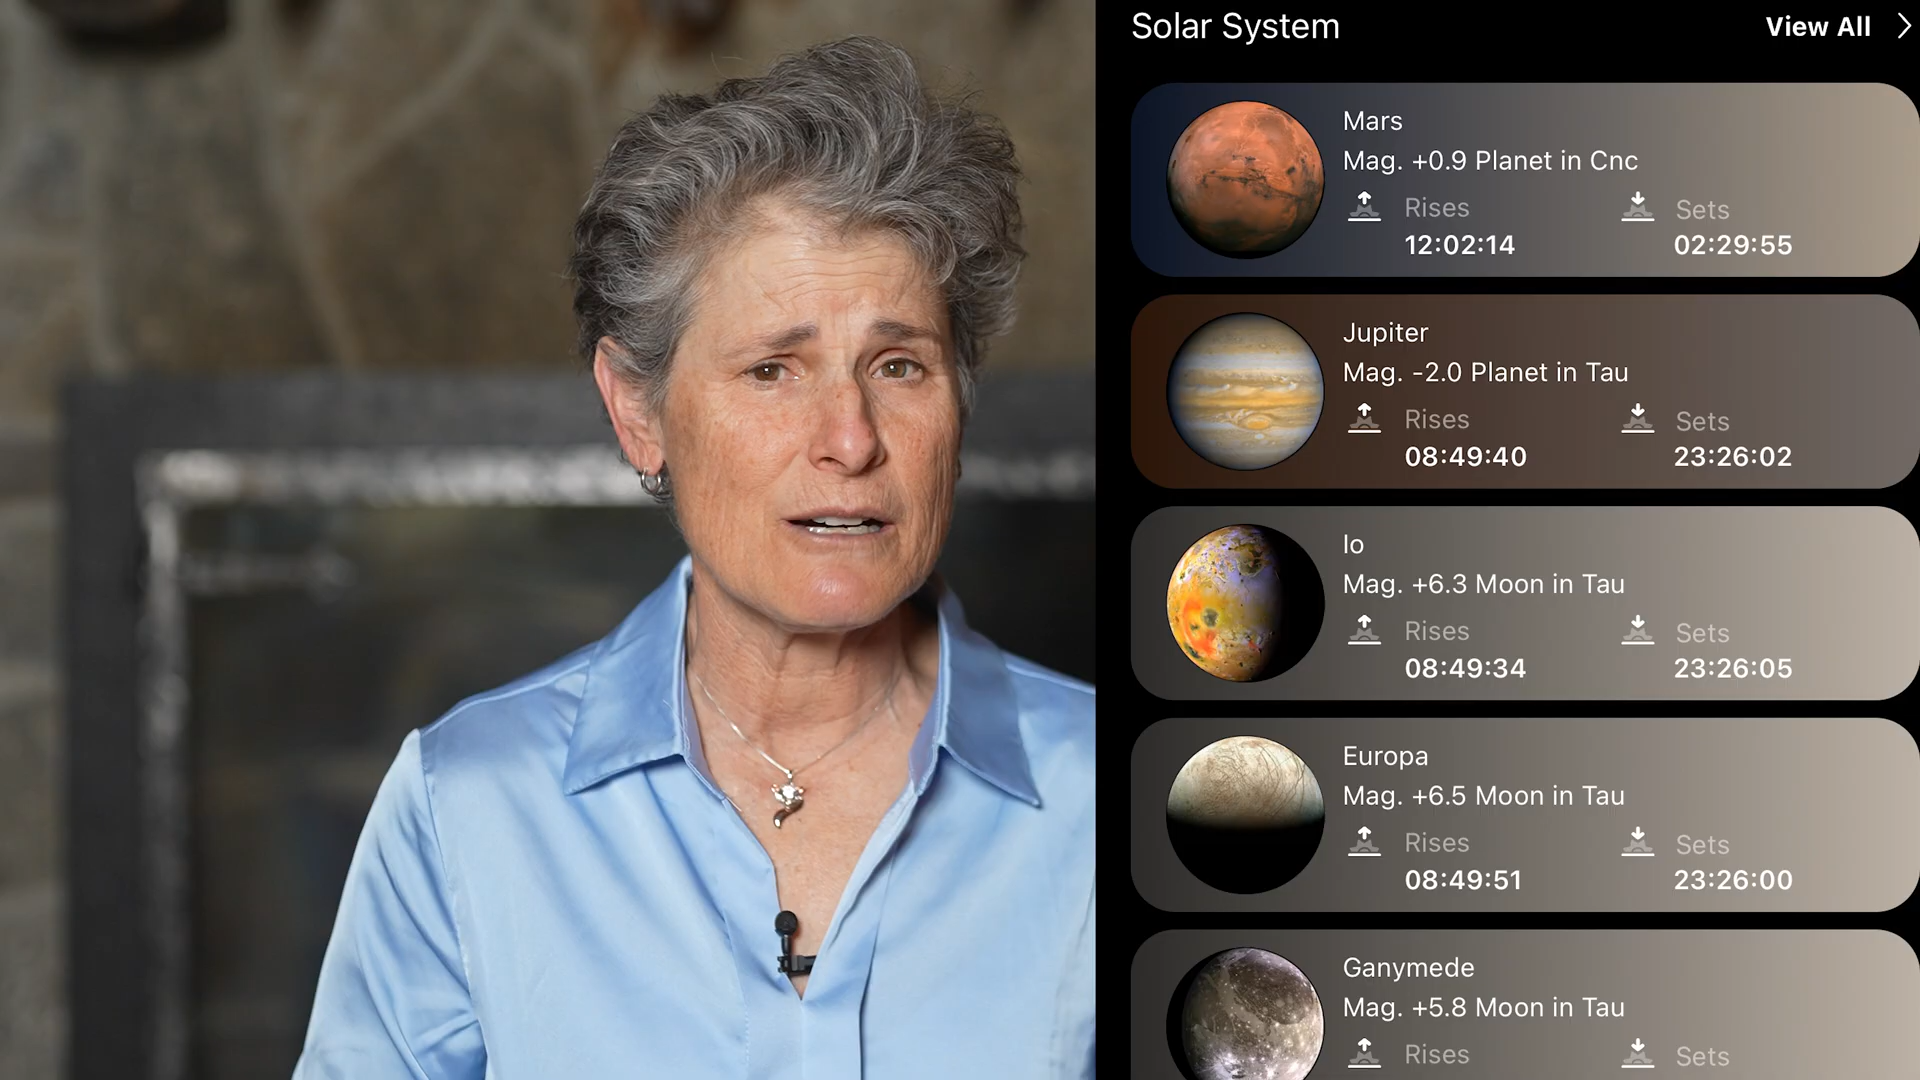 Solar System
View All
Mars
Mag. +0.9 Planet in Cnc
Rises
Sets
12:02:14
02:29:55
Jupiter
Mag. -2.0 Planet in Tau
Rises
Sets
08:49:40
23:26:02
Io
Mag. +6.3 Moon in Tau
Rises
Sets
08:49:34
23:26:05
Europa
Mag. +6.5 Moon in Tau
Rises
Sets
08:49:51
23:26:00
Ganymede
Mag. +5.8 Moon in Tau
Rises
Sets